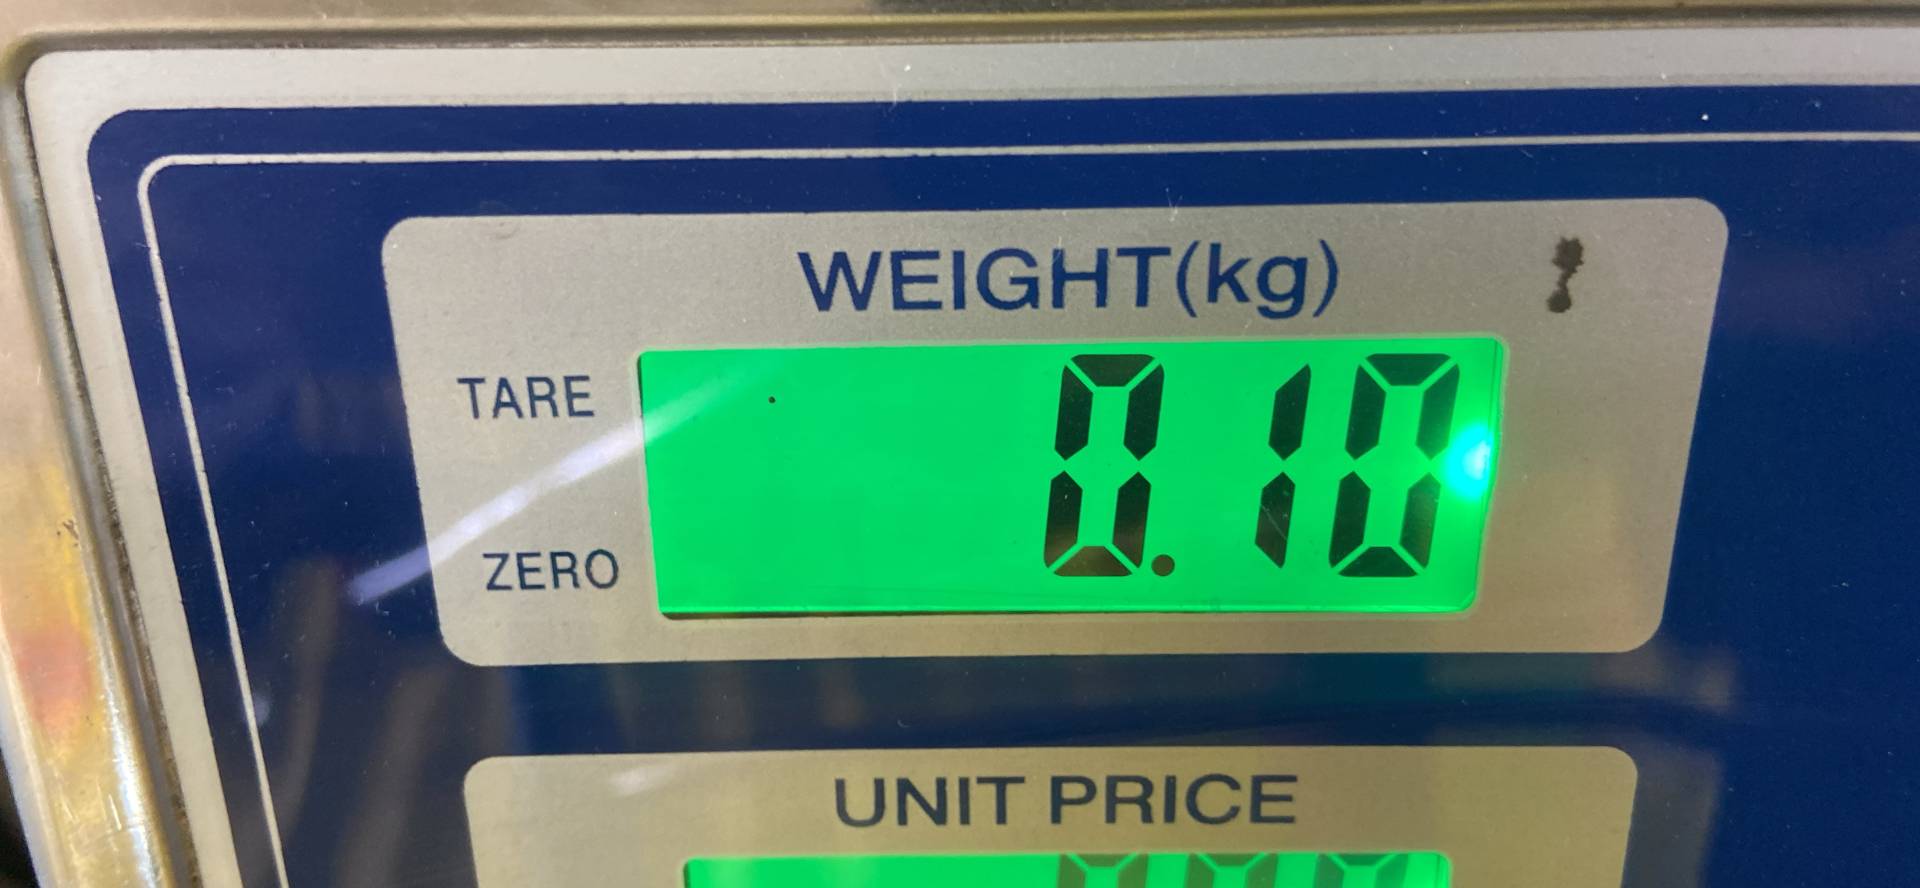 WEIGHT(kg)
TARE
0.10
ZERO
UNIT PRICE